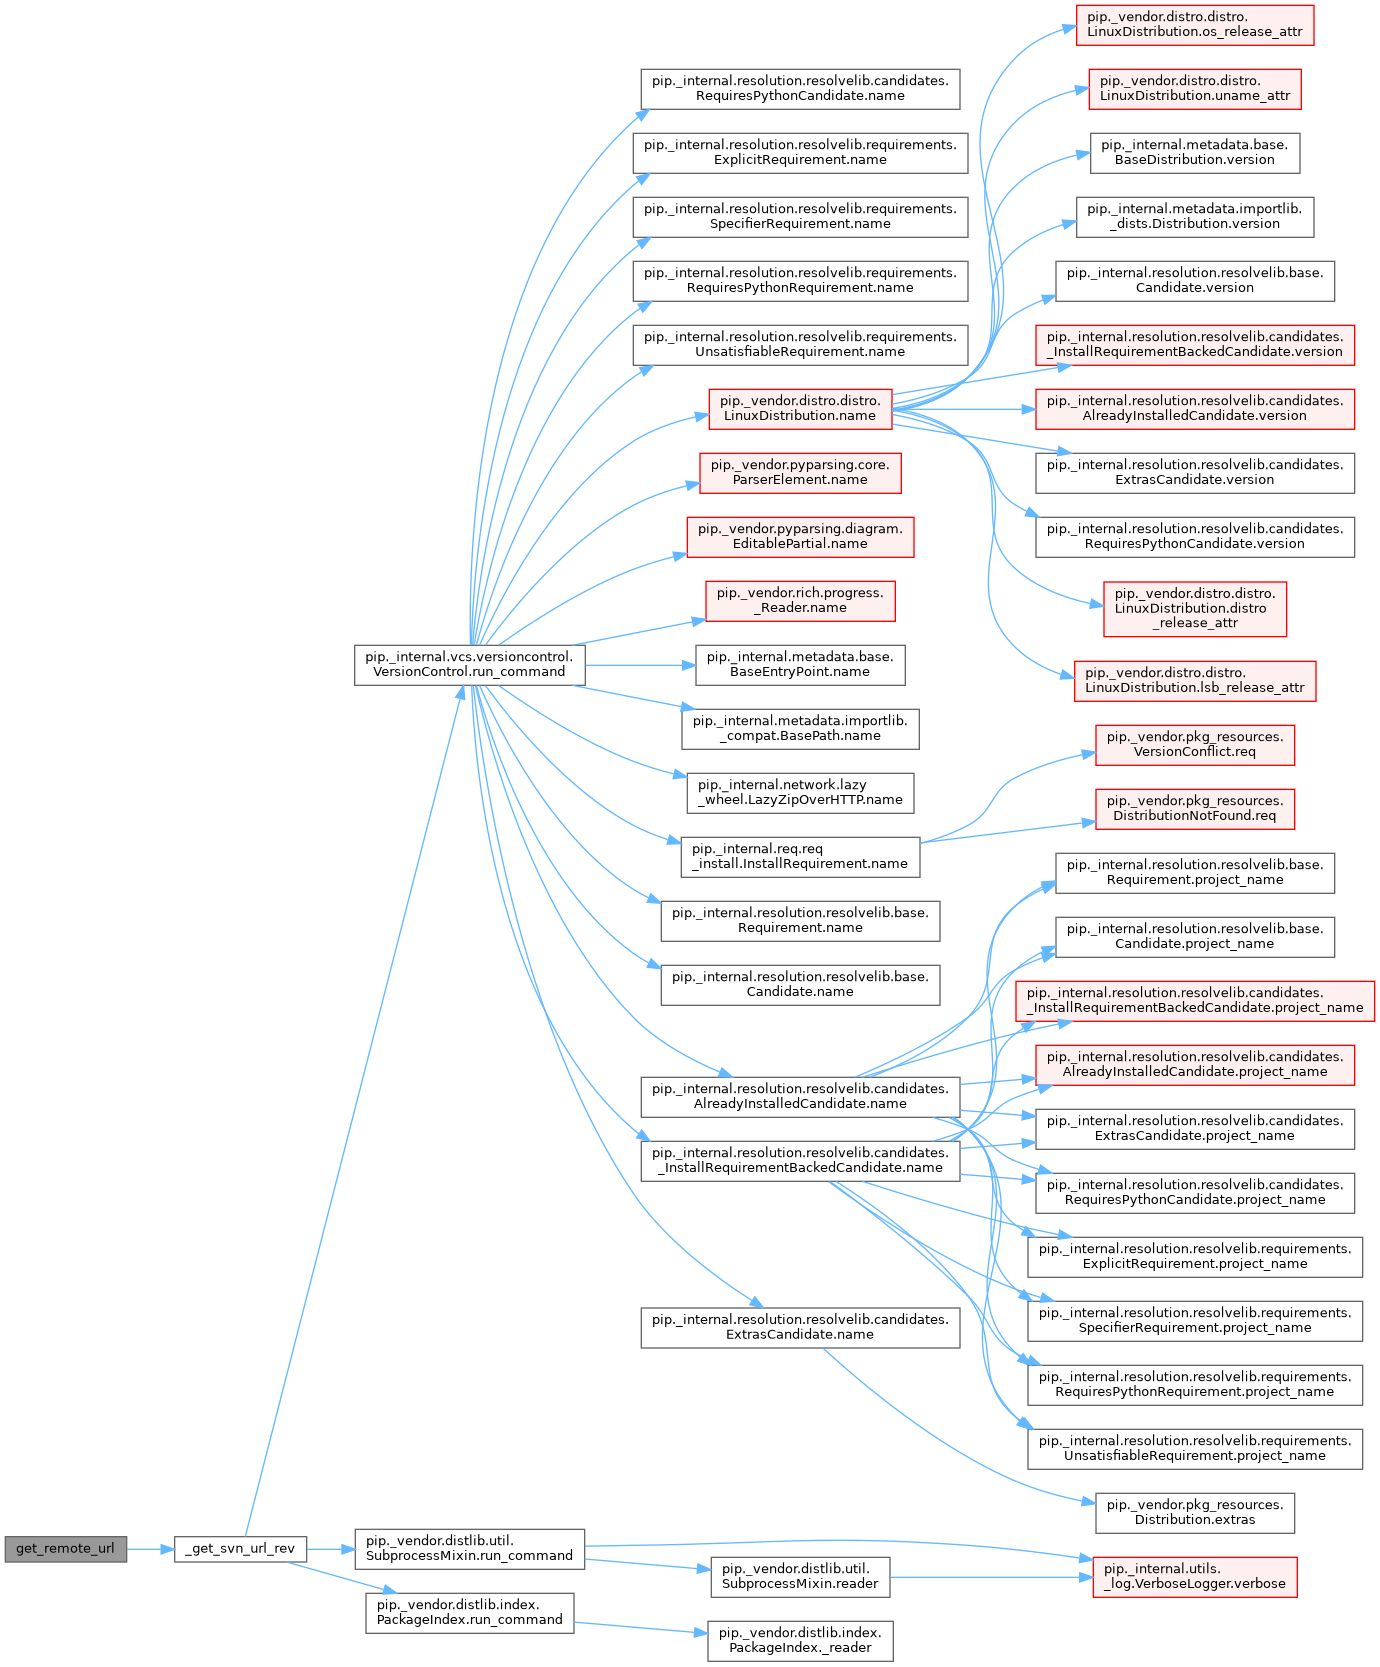 get_remote_url
_get_svn_url_rev
pip._internal.vcs.versioncontrol.
VersionControl.run_command
pip._vendor.distlib.util.
SubprocessMixin.run_command
pip._vendor.distlib.index.
PackageIndex.run_command
pip._internal.resolution.resolvelib.candidates.
RequiresPythonCandidate.name
pip._internal.resolution.resolvelib.requirements.
ExplicitRequirement.name
pip._internal.resolution.resolvelib.requirements.
SpecifierRequirement.name
pip._internal.resolution.resolvelib.requirements.
RequiresPythonRequirement.name
pip._internal.resolution.resolvelib.requirements.
UnsatisfiableRequirement.name
pip._vendor.distro.distro.
LinuxDistribution.name
pip._vendor.pyparsing.core.
ParserElement.name
pip._vendor.pyparsing.diagram.
EditablePartial.name
pip._vendor.rich.progress.
_Reader.name
pip._internal.metadata.base.
BaseEntryPoint.name
pip._internal.metadata.importlib.
_compat.BasePath.name
pip._internal.network.lazy
_wheel.LazyZipOverHTTP.name
pip._internal.req.req
_install.InstallRequirement.name
pip._internal.resolution.resolvelib.base.
Requirement.name
pip._internal.resolution.resolvelib.base.
Candidate.name
pip._internal.resolution.resolvelib.candidates.
AlreadyInstalledCandidate.name
pip._internal.resolution.resolvelib.candidates.
_InstallRequirementBackedCandidate.name
pip._internal.resolution.resolvelib.candidates.
ExtrasCandidate.name
pip._vendor.distlib.util.
SubprocessMixin.reader
pip._vendor.distlib.index.
PackageIndex._reader
pip._vendor.distro.distro.
LinuxDistribution.os_release_attr
pip._vendor.distro.distro.
LinuxDistribution.uname_attr
pip._internal.metadata.base.
BaseDistribution.version
pip._internal.metadata.importlib.
_dists.Distribution.version
pip._internal.resolution.resolvelib.base.
Candidate.version
pip._internal.resolution.resolvelib.candidates.
_InstallRequirementBackedCandidate.version
pip._internal.resolution.resolvelib.candidates.
AlreadyInstalledCandidate.version
pip._internal.resolution.resolvelib.candidates.
ExtrasCandidate.version
pip._internal.resolution.resolvelib.candidates.
RequiresPythonCandidate.version
pip._vendor.distro.distro.
LinuxDistribution.distro
_release_attr
pip._vendor.distro.distro.
LinuxDistribution.lsb_release_attr
pip._vendor.pkg_resources.
VersionConflict.req
pip._vendor.pkg_resources.
DistributionNotFound.req
pip._internal.resolution.resolvelib.base.
Requirement.project_name
pip._internal.resolution.resolvelib.base.
Candidate.project_name
pip._internal.resolution.resolvelib.candidates.
_InstallRequirementBackedCandidate.project_name
pip._internal.resolution.resolvelib.candidates.
AlreadyInstalledCandidate.project_name
pip._internal.resolution.resolvelib.candidates.
ExtrasCandidate.project_name
pip._internal.resolution.resolvelib.candidates.
RequiresPythonCandidate.project_name
pip._internal.resolution.resolvelib.requirements.
ExplicitRequirement.project_name
pip._internal.resolution.resolvelib.requirements.
SpecifierRequirement.project_name
pip._internal.resolution.resolvelib.requirements.
RequiresPythonRequirement.project_name
pip._internal.resolution.resolvelib.requirements.
UnsatisfiableRequirement.project_name
pip._vendor.pkg_resources.
Distribution.extras
pip._internal.utils.
_log.VerboseLogger.verbose